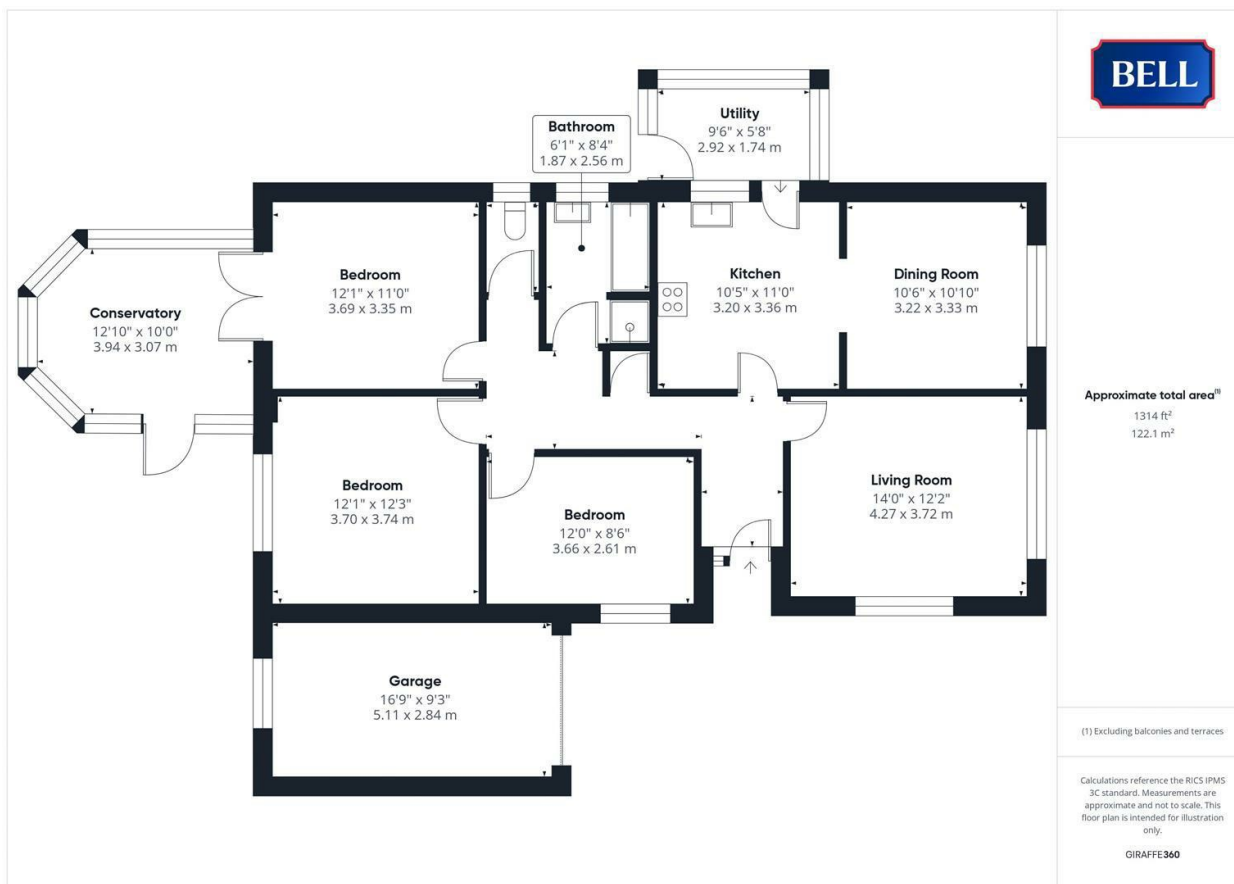 BELL
Utility
9'6" x 5'8"
2.92 x 1.74 m
Bathroom
6'1" x 8'4"
1.87 x 2.56 m
Bedroom
12'1" x 11'0"
3.69 x 3.35 m
Kitchen
10'5" x 11'0"
3.20 x 3.36 m
Dining Room
10'6" x 10'10"
3.22 x 3.33 m
Conservatory
12'10" x 10'0"
3.94 x 3.07 m
Bedroom
12'1" x 12'3"
3.70 x 3.74 m
Bedroom
12'0" x 8'6"
3.66 x 2.61 m
Living Room
14'0" x 12'2"
4.27 x 3.72 m
Garage
16'9" x 9'3"
5.11 x 2.84 m
Approximate total area⁽¹⁾
1314 ft²
122.1 m²
(1) Excluding balconies and terraces
Calculations reference the RICS IPMS
3C standard. Measurements are
approximate and not to scale. This
floor plan is intended for illustration
only.
GIRAFFE360